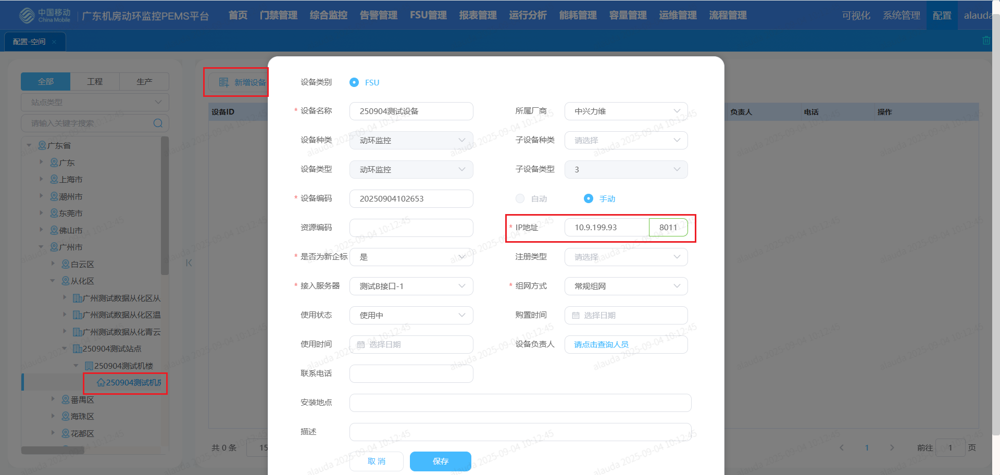 中国移动
China Mobile
广东机房动环监控PEMS平台
首页 门禁管理 综合监控 告警管理 FSU管理 报表管理 运行分析 能耗管理 容量管理 运维管理 流程管理
可视化 系统管理 配置 alauda
配置-空间 ×
全部 工程 生产
站点类型
请输入关键字搜索
广东省
广东
上海市
潮州市
东莞市
佛山市
广州市
白云区
从化区
广州测试数据从化区从
广州测试数据从化区温
广州测试数据从化青云
250904测试站点
250904测试机楼
250904测试机房
番禺区
海珠区
花都区
新增设备
设备ID
负责人 电话 操作
设备类别 FSU
* 设备名称 250904测试设备 所属厂商 中兴力维
设备种类 动环监控 子设备种类 请选择
设备类型 动环监控 子设备类型 3
* 设备编码 20250904102653 自动 手动
资源编码 * IP地址 10.9.199.93 8011
* 是否为新企标 是 注册类型 请选择
* 接入服务器 测试B接口-1 * 组网方式 常规组网
使用状态 使用中 购置时间 选择日期
使用时间 选择日期 设备负责人 请点击查询人员
联系电话
安装地点
描述
取消 保存
共 0 条 15
1 前往 1 页
alauda 2025-09-04 10:12:45